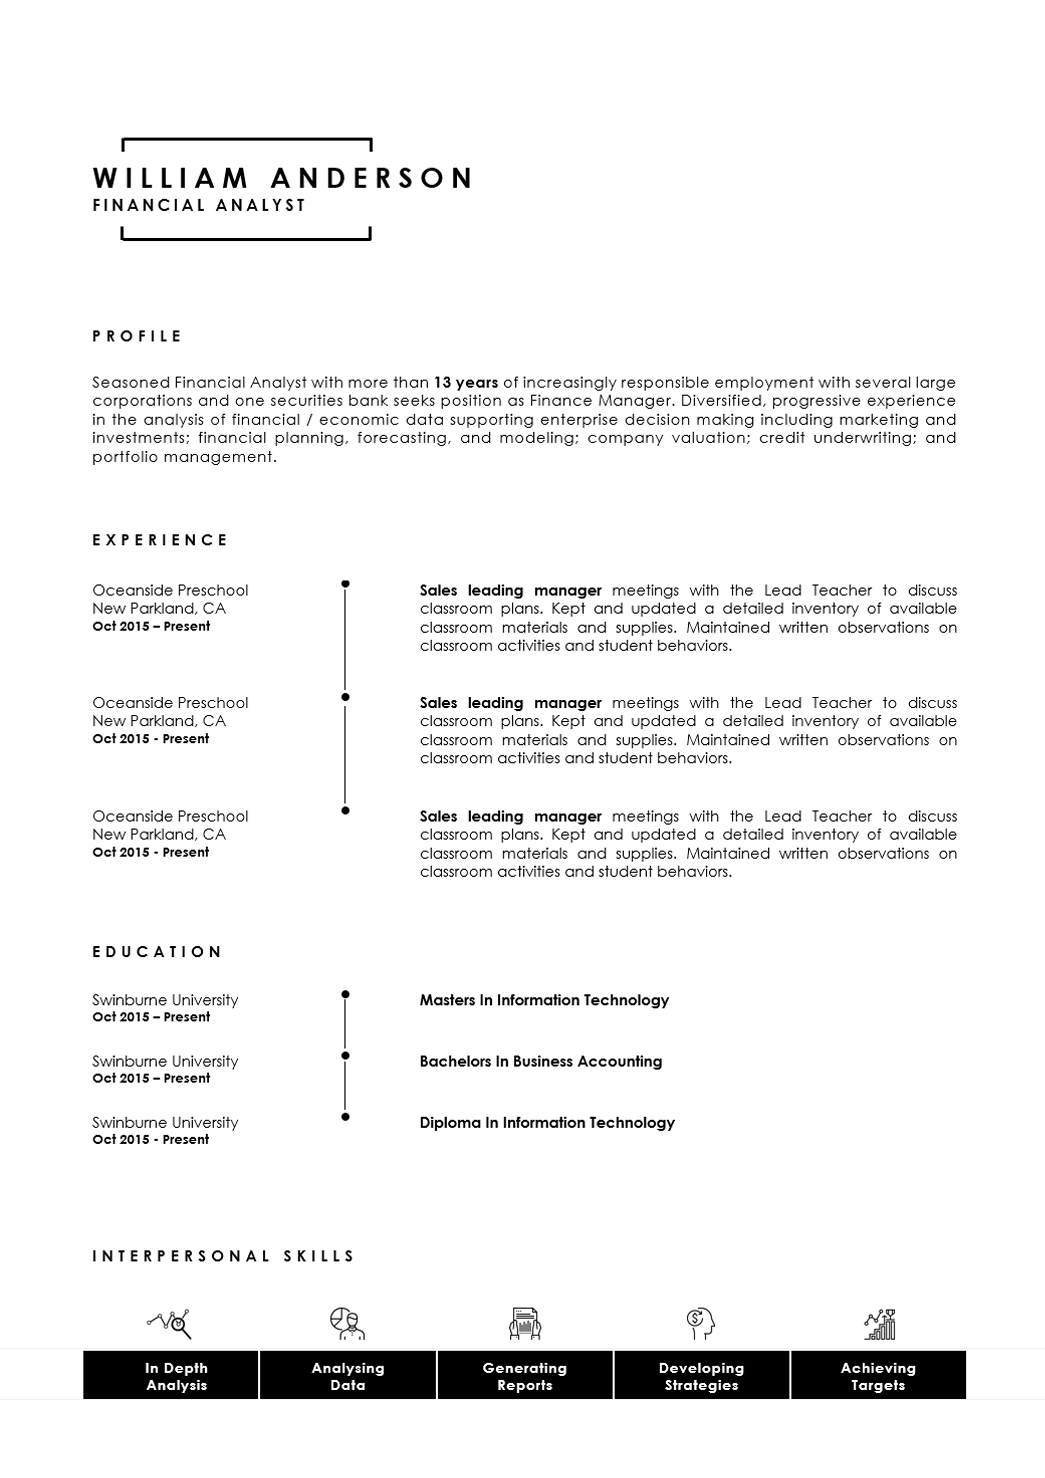 WILLIAM ANDERSON
FINANCIAL ANALYST
PROFILE
Seasoned Financial Analyst with more than 13 years of increasingly responsible employment with several large
corporations and one securities bank seeks position as Finance Manager. Diversified, progressive experience
in the analysis of financial / economic data supporting enterprise decision making including marketing and
investments; financial planning, forecasting, and modeling; company valuation; credit underwriting; and
portfolio management.
EXPERIENCE
Oceanside Preschool
New Parkland, CA
Oct 2015 – Present
Sales leading manager meetings with the Lead Teacher to discuss
classroom plans. Kept and updated a detailed inventory of available
classroom materials and supplies. Maintained written observations on
classroom activities and student behaviors.
Oceanside Preschool
New Parkland, CA
Oct 2015 - Present
Sales leading manager meetings with the Lead Teacher to discuss
classroom plans. Kept and updated a detailed inventory of available
classroom materials and supplies. Maintained written observations on
classroom activities and student behaviors.
Oceanside Preschool
New Parkland, CA
Oct 2015 - Present
Sales leading manager meetings with the Lead Teacher to discuss
classroom plans. Kept and updated a detailed inventory of available
classroom materials and supplies. Maintained written observations on
classroom activities and student behaviors.
EDUCATION
Swinburne University
Oct 2015 – Present
Masters In Information Technology
Swinburne University
Oct 2015 – Present
Bachelors In Business Accounting
Swinburne University
Oct 2015 - Present
Diploma In Information Technology
INTERPERSONAL SKILLS
In Depth
Analysis
Analysing
Data
Generating
Reports
Developing
Strategies
Achieving
Targets